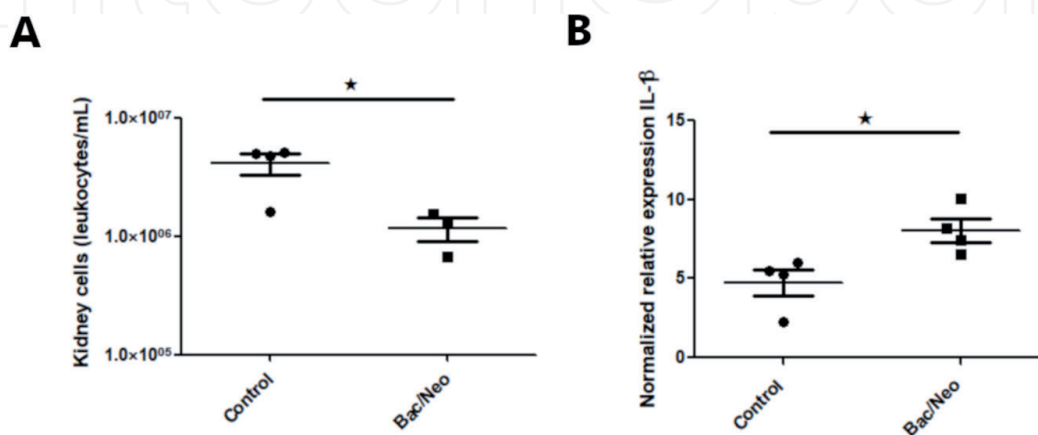 A
Kidney cells (leukocytes/mL)
1.0×10⁰⁷
1.0×10⁰⁶
1.0×10⁰⁵
Control
Bac/Neo
★
B
Normalized relative expression IL-1β
15
10
5
0
Control
Bac/Neo
★